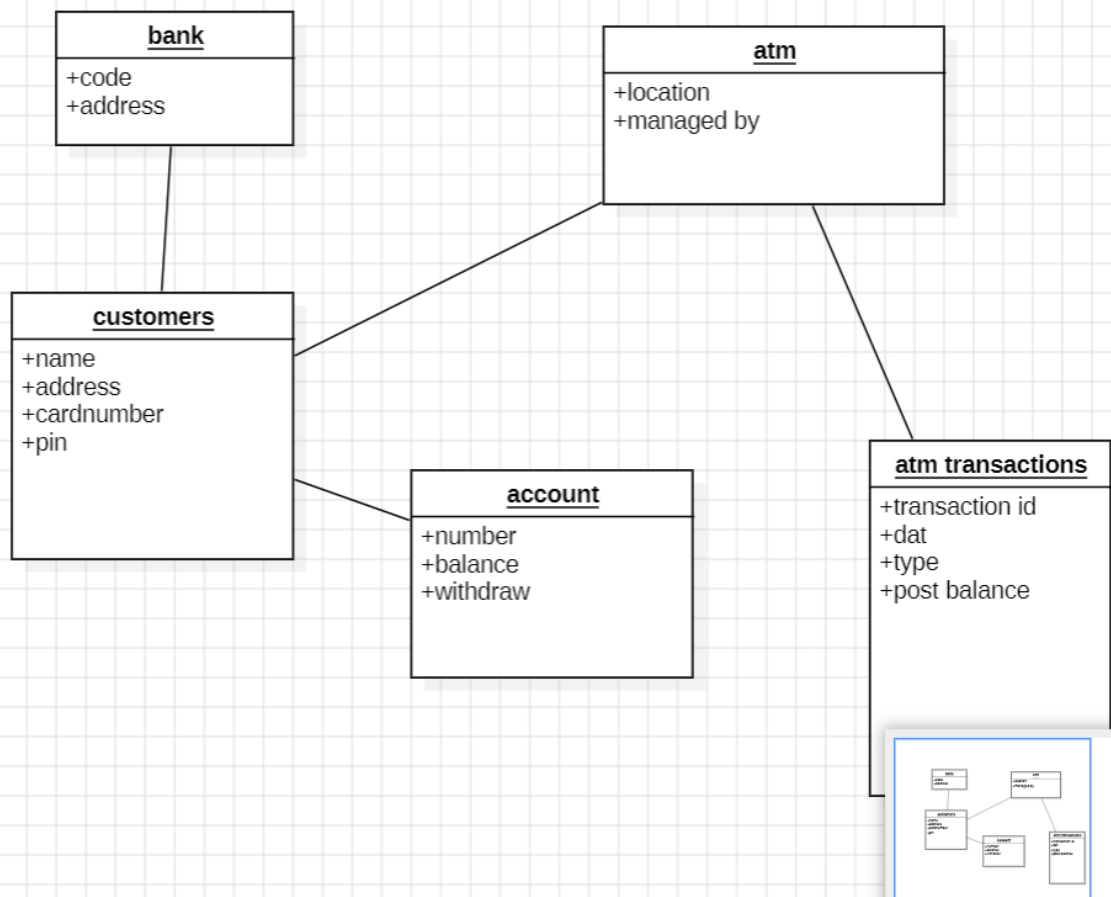 bank
+code
+address
atm
+location
+managed by
customers
+name
+address
+cardnumber
+pin
account
+number
+balance
+withdraw
atm transactions
+transaction id
+dat
+type
+post balance